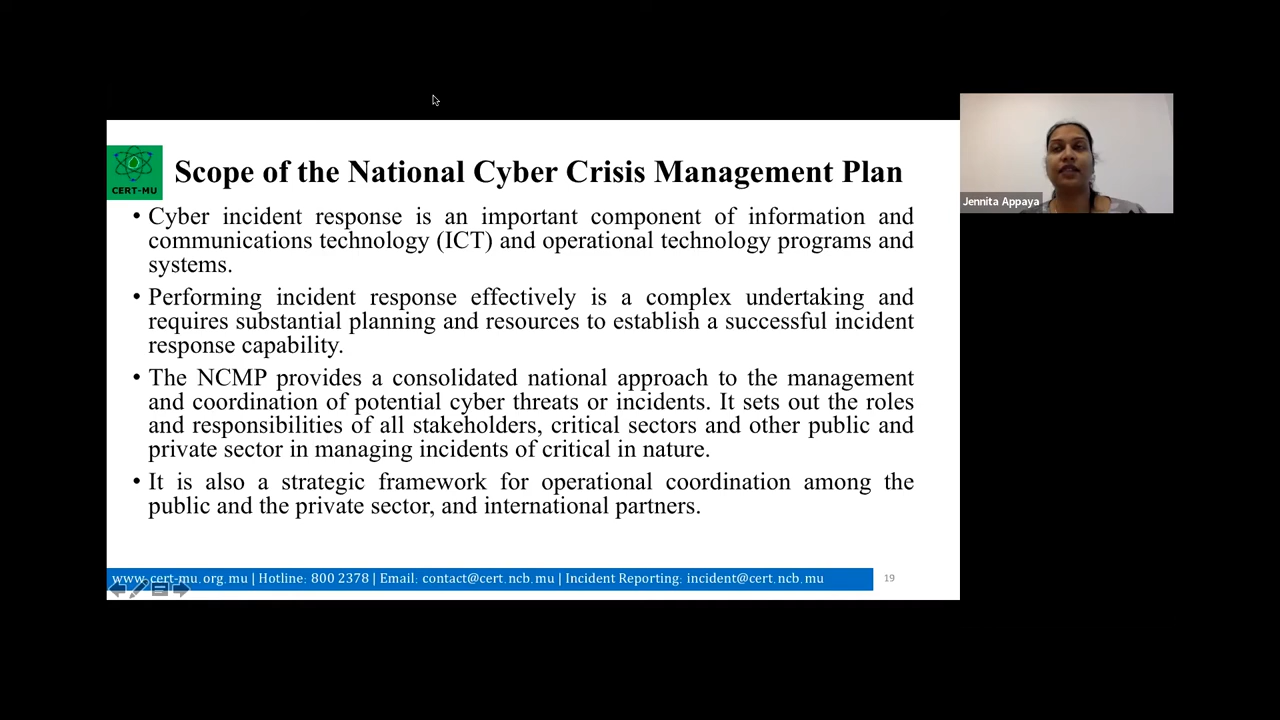 CERT-MU
Scope of the National Cyber Crisis Management Plan
• Cyber incident response is an important component of information and
communications technology (ICT) and operational technology programs and
systems.
• Performing incident response effectively is a complex undertaking and
requires substantial planning and resources to establish a successful incident
response capability.
• The NCMP provides a consolidated national approach to the management
and coordination of potential cyber threats or incidents. It sets out the roles
and responsibilities of all stakeholders, critical sectors and other public and
private sector in managing incidents of critical in nature.
• It is also a strategic framework for operational coordination among the
public and the private sector, and international partners.
www.cert-mu.org.mu | Hotline: 800 2378 | Email: contact@cert.ncb.mu | Incident Reporting: incident@cert.ncb.mu
19
Jennita Appaya